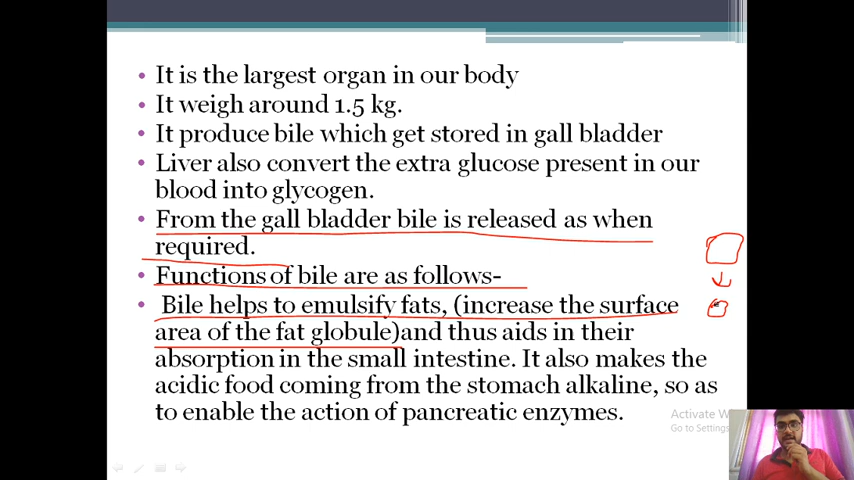 It is the largest organ in our body
It weigh around 1.5 kg.
It produce bile which get stored in gall bladder
Liver also convert the extra glucose present in our
blood into glycogen.
From the gall bladder bile is released as when
required.
Functions of bile are as follows-
Bile helps to emulsify fats, (increase the surface
area of the fat globule)and thus aids in their
absorption in the small intestine. It also makes the
acidic food coming from the stomach alkaline, so as
to enable the action of pancreatic enzymes.
Activate
Go to Settings